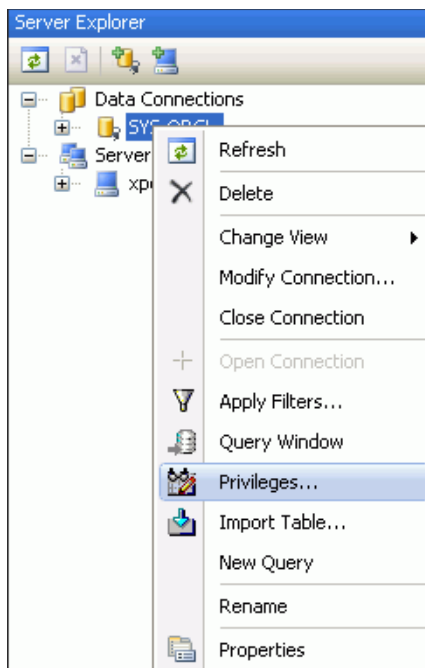 Server Explorer
Data Connections
Refresh
Server
Delete
Change View
Modify Connection...
Close Connection
Open Connection
Apply Filters...
Query Window
Privileges...
Import Table...
New Query
Rename
Properties